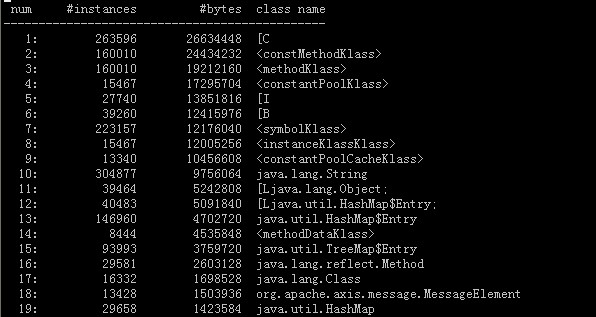 num #instances #bytes class name
----------------------------------------------
1: 263596 26634448 [C
2: 160010 24434232 <constMethodKlass>
3: 160010 19212160 <methodKlass>
4: 15467 17295704 <constantPoolKlass>
5: 27740 13851816 [I
6: 39260 12415976 [B
7: 223157 12176040 <symbolKlass>
8: 15467 12005256 <instanceKlassKlass>
9: 13340 10456608 <constantPoolCacheKlass>
10: 304877 9756064 java.lang.String
11: 39464 5242808 [Ljava.lang.Object;
12: 40483 5091840 [Ljava.util.HashMap$Entry;
13: 146960 4702720 java.util.HashMap$Entry
14: 8444 4535848 <methodDataKlass>
15: 93993 3759720 java.util.TreeMap$Entry
16: 29581 2603128 java.lang.reflect.Method
17: 16332 1698528 java.lang.Class
18: 13428 1503936 org.apache.axis.message.MessageElement
19: 29658 1423584 java.util.HashMap